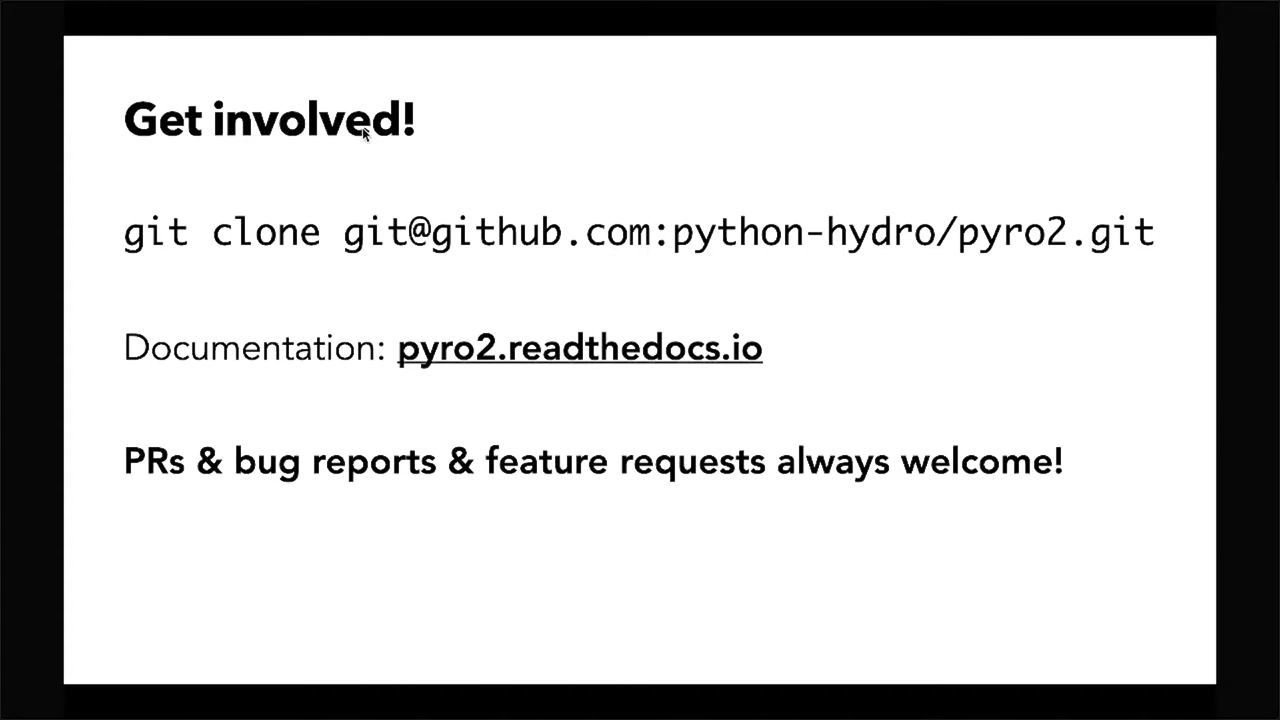 Get involved!
git clone git@github.com:python-hydro/pyro2.git
Documentation: pyro2.readthedocs.io
PRs & bug reports & feature requests always welcome!